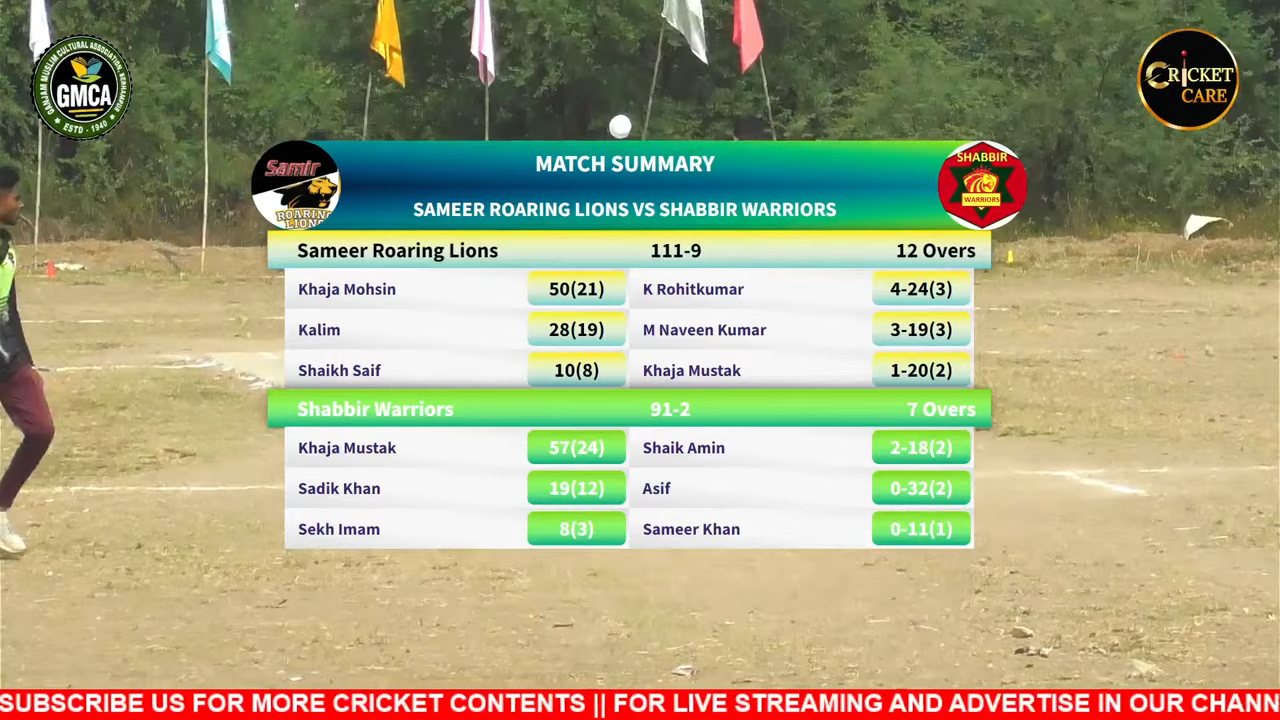 GANJAM MUSLIM CULTURAL ASSOCIATION, BERHAMPUR
GMCA
ESTD - 1940
CRICKET
CARE
Samir
ROARING
LIONS
MATCH SUMMARY
SAMEER ROARING LIONS VS SHABBIR WARRIORS
SHABBIR
WARRIORS
Sameer Roaring Lions 111-9 12 Overs
Khaja Mohsin 50(21) K Rohitkumar 4-24(3)
Kalim 28(19) M Naveen Kumar 3-19(3)
Shaikh Saif 10(8) Khaja Mustak 1-20(2)
Shabbir Warriors 91-2 7 Overs
Khaja Mustak 57(24) Shaik Amin 2-18(2)
Sadik Khan 19(12) Asif 0-32(2)
Sekh Imam 8(3) Sameer Khan 0-11(1)
SUBSCRIBE US FOR MORE CRICKET CONTENTS || FOR LIVE STREAMING AND ADVERTISE IN OUR CHANN